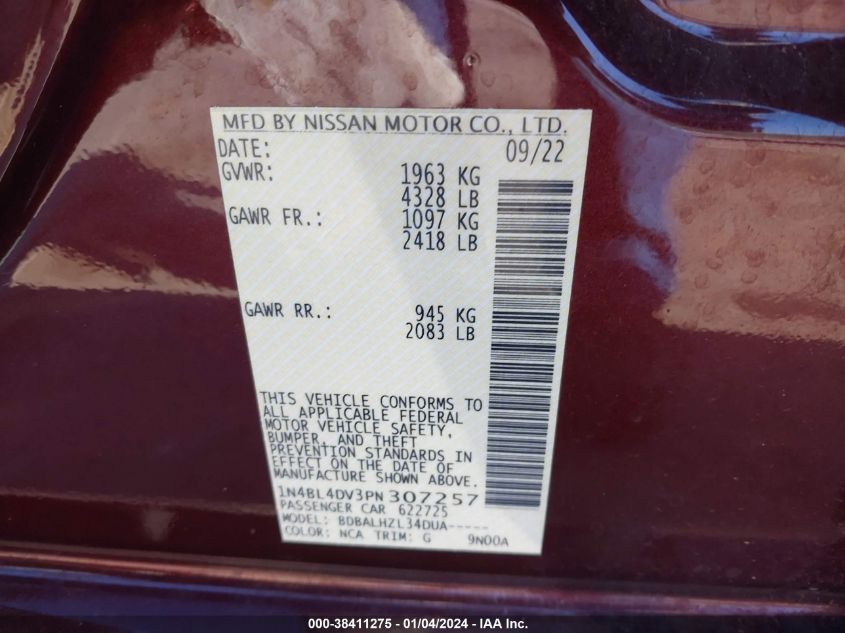 MFD BY NISSAN MOTOR CO., LTD.
DATE: 09/22
GVWR: 1963 KG
4328 LB
GAWR FR.: 1097 KG
2418 LB
GAWR RR.: 945 KG
2083 LB
THIS VEHICLE CONFORMS TO
ALL APPLICABLE FEDERAL
MOTOR VEHICLE SAFETY,
BUMPER, AND THEFT
PREVENTION STANDARDS IN
EFFECT ON THE DATE OF
MANUFACTURE SHOWN ABOVE.
1N4BL4DV3PN307257
PASSENGER CAR 622725
MODEL: BDBALHZL34DUA-----
COLOR: NCA TRIM: G 9N00A
000-38411275 - 01/04/2024 - IAA Inc.